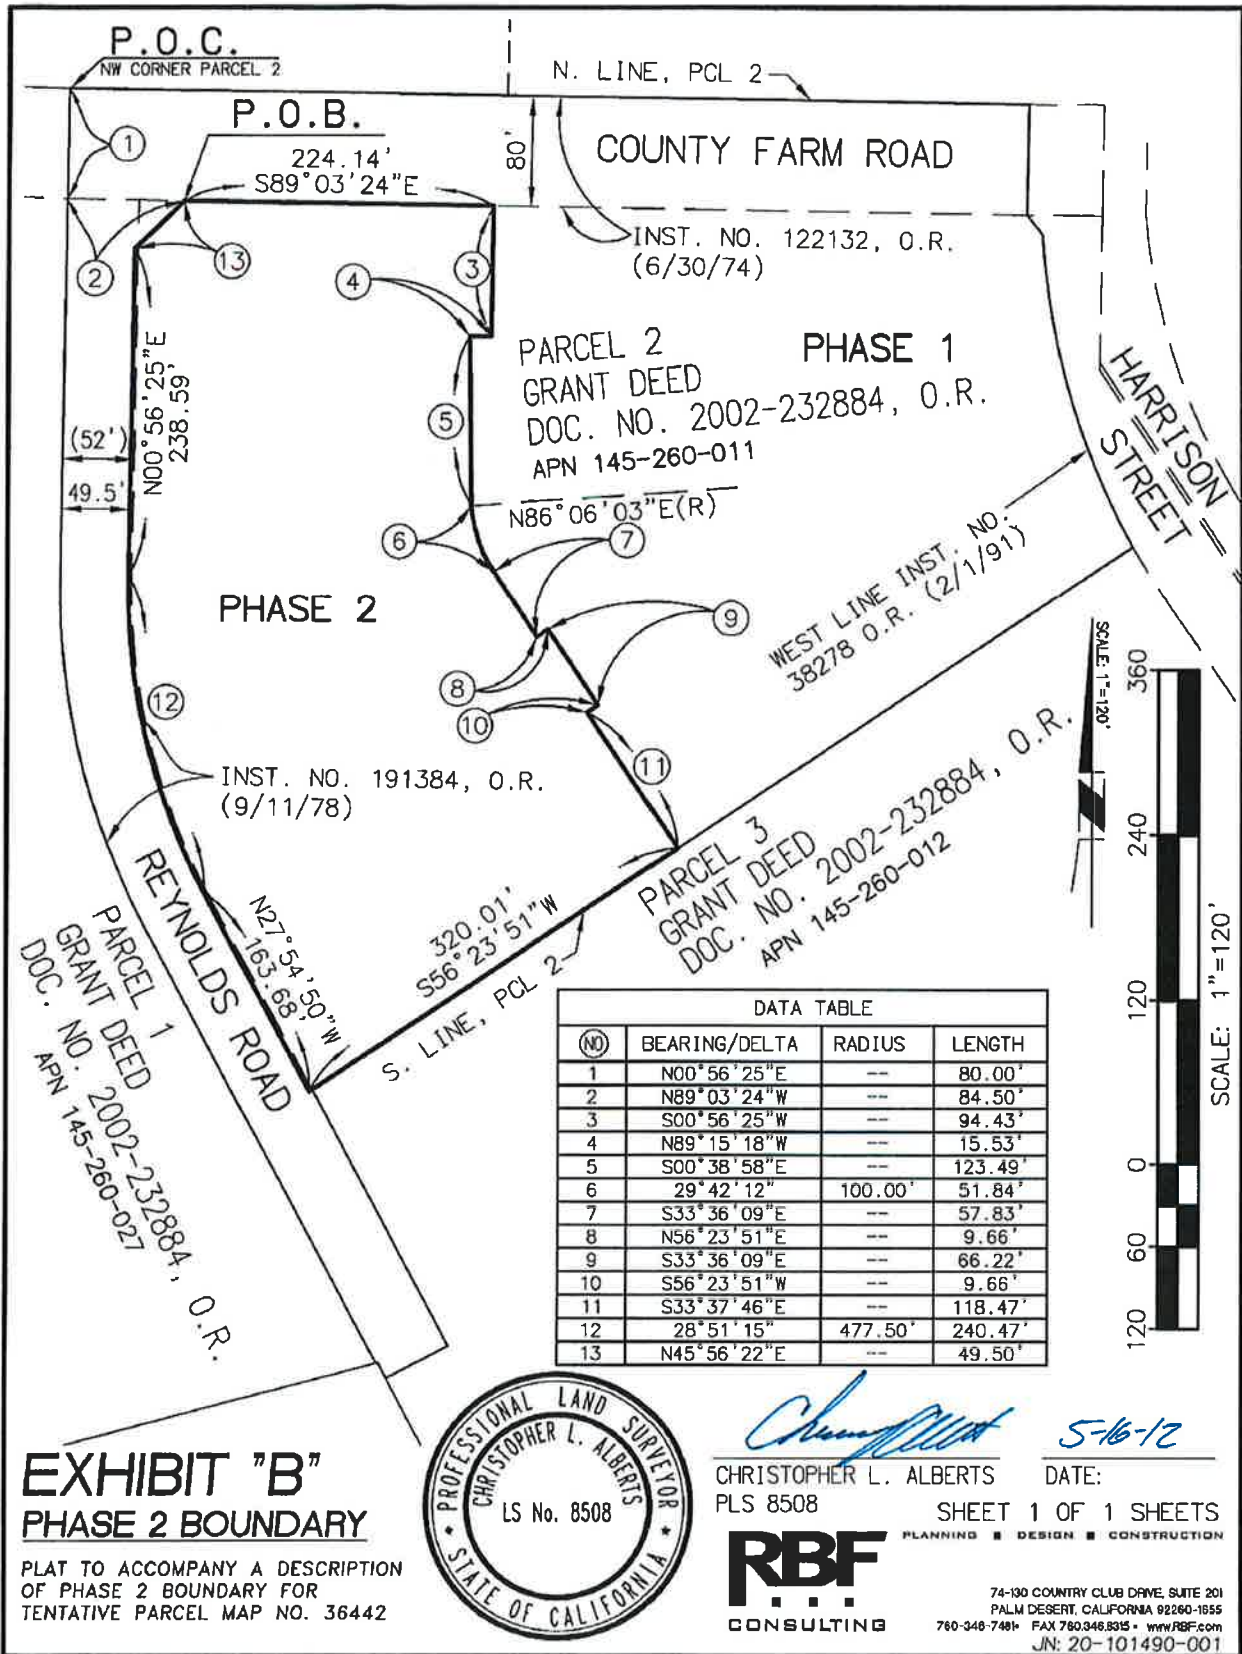 P.O.C.
NW CORNER PARCEL 2
N. LINE, PCL 2
P.O.B.
1
224.14'
S89°03'24"E
80'
COUNTY FARM ROAD
INST. NO. 122132, O.R.
(6/30/74)
2
13
3
4
N00°56'25"E
238.59'
PARCEL 2
GRANT DEED
DOC. NO. 2002-232884, O.R.
APN 145-260-011
PHASE 1
HARRISON
STREET
5
(52')
49.5'
N86°06'03"E(R)
6
7
WEST LINE INST. NO.
38278 O.R. (2/1/91)
PHASE 2
9
8
10
11
12
INST. NO. 191384, O.R.
(9/11/78)
SCALE: 1"=120'
N
REYNOLDS ROAD
N27°54'50"W
163.68'
320.01'
S56°23'51"W
S. LINE, PCL 2
PARCEL 3
GRANT DEED
DOC. NO. 2002-232884, O.R.
APN 145-260-012
PARCEL 1
GRANT DEED
DOC. NO. 2002-232884, O.R.
APN 145-260-027
360
240
120
0
60
120
SCALE: 1"=120'
DATA TABLE
NO BEARING/DELTA RADIUS LENGTH
1 N00°56'25"E -- 80.00'
2 N89°03'24"W -- 84.50'
3 S00°56'25"W -- 94.43'
4 N89°15'18"W -- 15.53'
5 S00°38'58"E -- 123.49'
6 29°42'12" 100.00' 51.84'
7 S33°36'09"E -- 57.83'
8 N56°23'51"E -- 9.66'
9 S33°36'09"E -- 66.22'
10 S56°23'51"W -- 9.66'
11 S33°37'46"E -- 118.47'
12 28°51'15" 477.50' 240.47'
13 N45°56'22"E -- 49.50'
EXHIBIT "B"
PHASE 2 BOUNDARY
PLAT TO ACCOMPANY A DESCRIPTION
OF PHASE 2 BOUNDARY FOR
TENTATIVE PARCEL MAP NO. 36442
PROFESSIONAL LAND SURVEYOR
CHRISTOPHER L. ALBERTS
LS No. 8508
STATE OF CALIFORNIA
5-16-12
CHRISTOPHER L. ALBERTS DATE:
PLS 8508
SHEET 1 OF 1 SHEETS
PLANNING ■ DESIGN ■ CONSTRUCTION
RBF
CONSULTING
74-130 COUNTRY CLUB DRIVE, SUITE 201
PALM DESERT, CALIFORNIA 92260-1655
760-346-7481 • FAX 760.346.8315 • www.RBF.com
JN: 20-101490-001